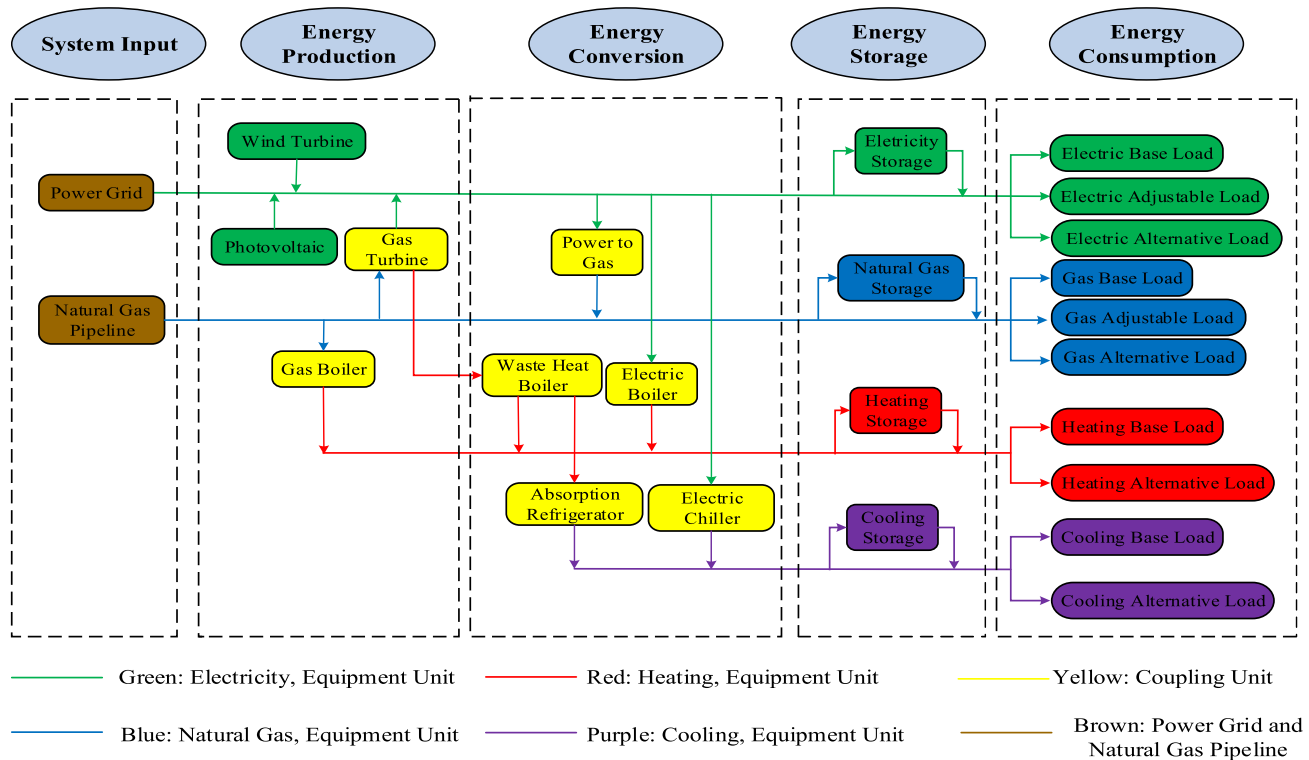 System Input
Energy
Production
Energy
Conversion
Energy
Storage
Energy
Consumption
Power Grid
Natural Gas
Pipeline
Wind Turbine
Photovoltaic
Gas
Turbine
Gas Boiler
Power to
Gas
Waste Heat
Boiler
Electric
Boiler
Absorption
Refrigerator
Electric
Chiller
Eletricity
Storage
Natural Gas
Storage
Heating
Storage
Cooling
Storage
Electric Base Load
Electric Adjustable Load
Electric Alternative Load
Gas Base Load
Gas Adjustable Load
Gas Alternative Load
Heating Base Load
Heating Alternative Load
Cooling Base Load
Cooling Alternative Load
Green: Electricity, Equipment Unit
Red: Heating, Equipment Unit
Yellow: Coupling Unit
Blue: Natural Gas, Equipment Unit
Purple: Cooling, Equipment Unit
Brown: Power Grid and
Natural Gas Pipeline